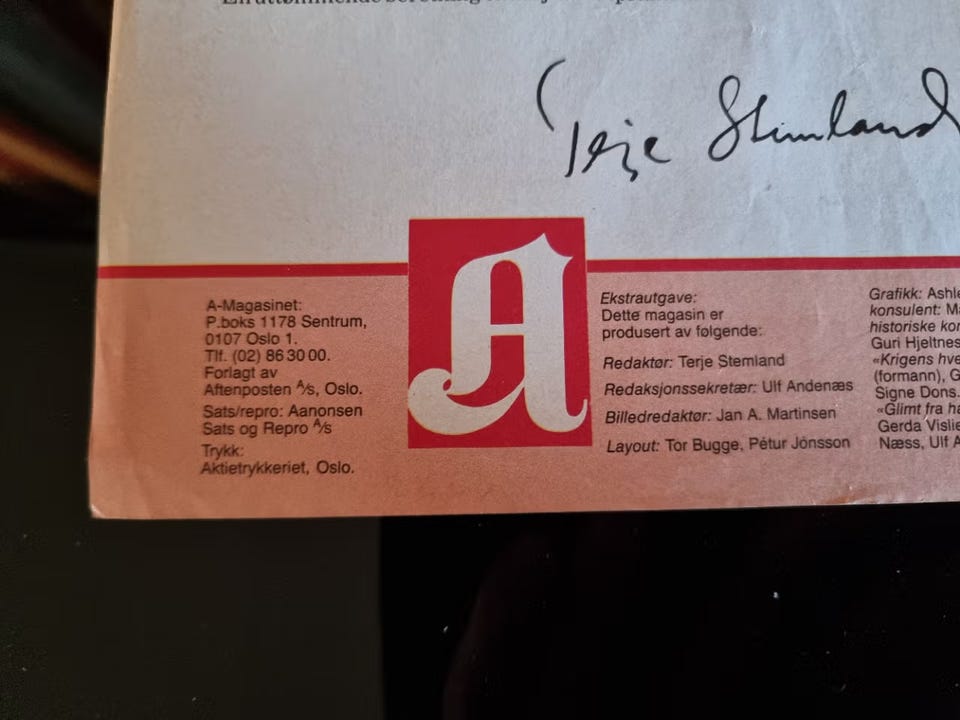 Terje Stemland
A-Magasinet:
P.boks 1178 Sentrum,
0107 Oslo 1.
Tlf. (02) 86 30 00.
Forlagt av
Aftenposten A/s, Oslo.
Sats/repro: Aanonsen
Sats og Repro A/s
Trykk:
Aktietrykkeriet, Oslo.
A
Ekstrautgave:
Dette magasin er
produsert av følgende:
Redaktør: Terje Stemland
Redaksjonssekretær: Ulf Andenæs
Billedredaktør: Jan A. Martinsen
Layout: Tor Bugge, Pétur Jónsson
Grafikk:
konsulent:
historiske
Guri Hjeltnes
«Krigens
(formann),
Signe Dons.
«Glimt fra
Gerda
Næss, Ulf